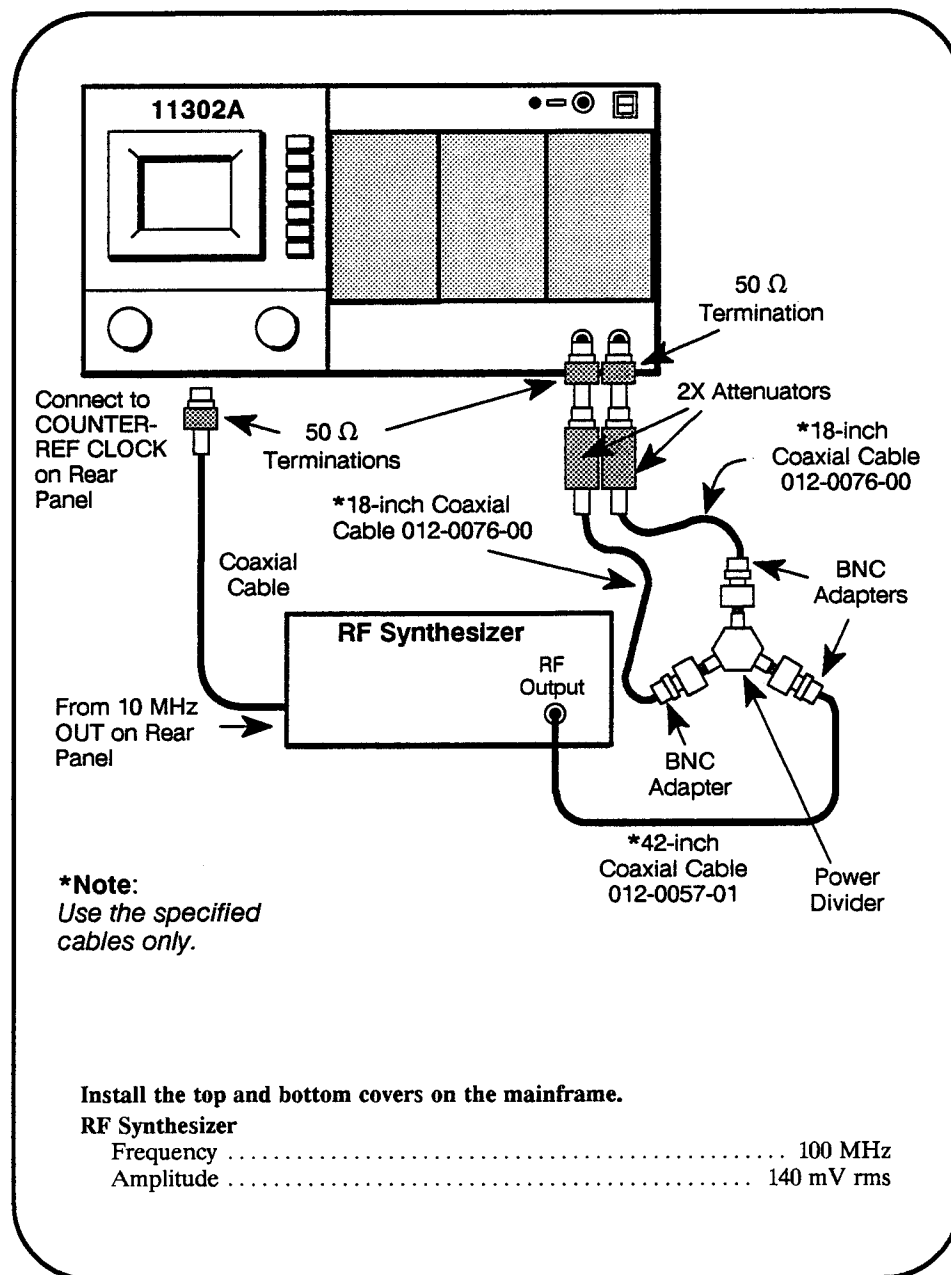 11302A
50 Ω
Termination
Connect to
COUNTER-
REF CLOCK
on Rear
Panel
50 Ω
Terminations
2X Attenuators
*18-inch
Coaxial Cable
012-0076-00
*18-inch Coaxial
Cable 012-0076-00
Coaxial
Cable
BNC
Adapters
RF Synthesizer
RF
Output
From 10 MHz
OUT on Rear
Panel
BNC
Adapter
*42-inch
Coaxial Cable
012-0057-01
Power
Divider
*Note:
Use the specified
cables only.
Install the top and bottom covers on the mainframe.
RF Synthesizer
Frequency ................................................ 100 MHz
Amplitude ............................................. 140 mV rms